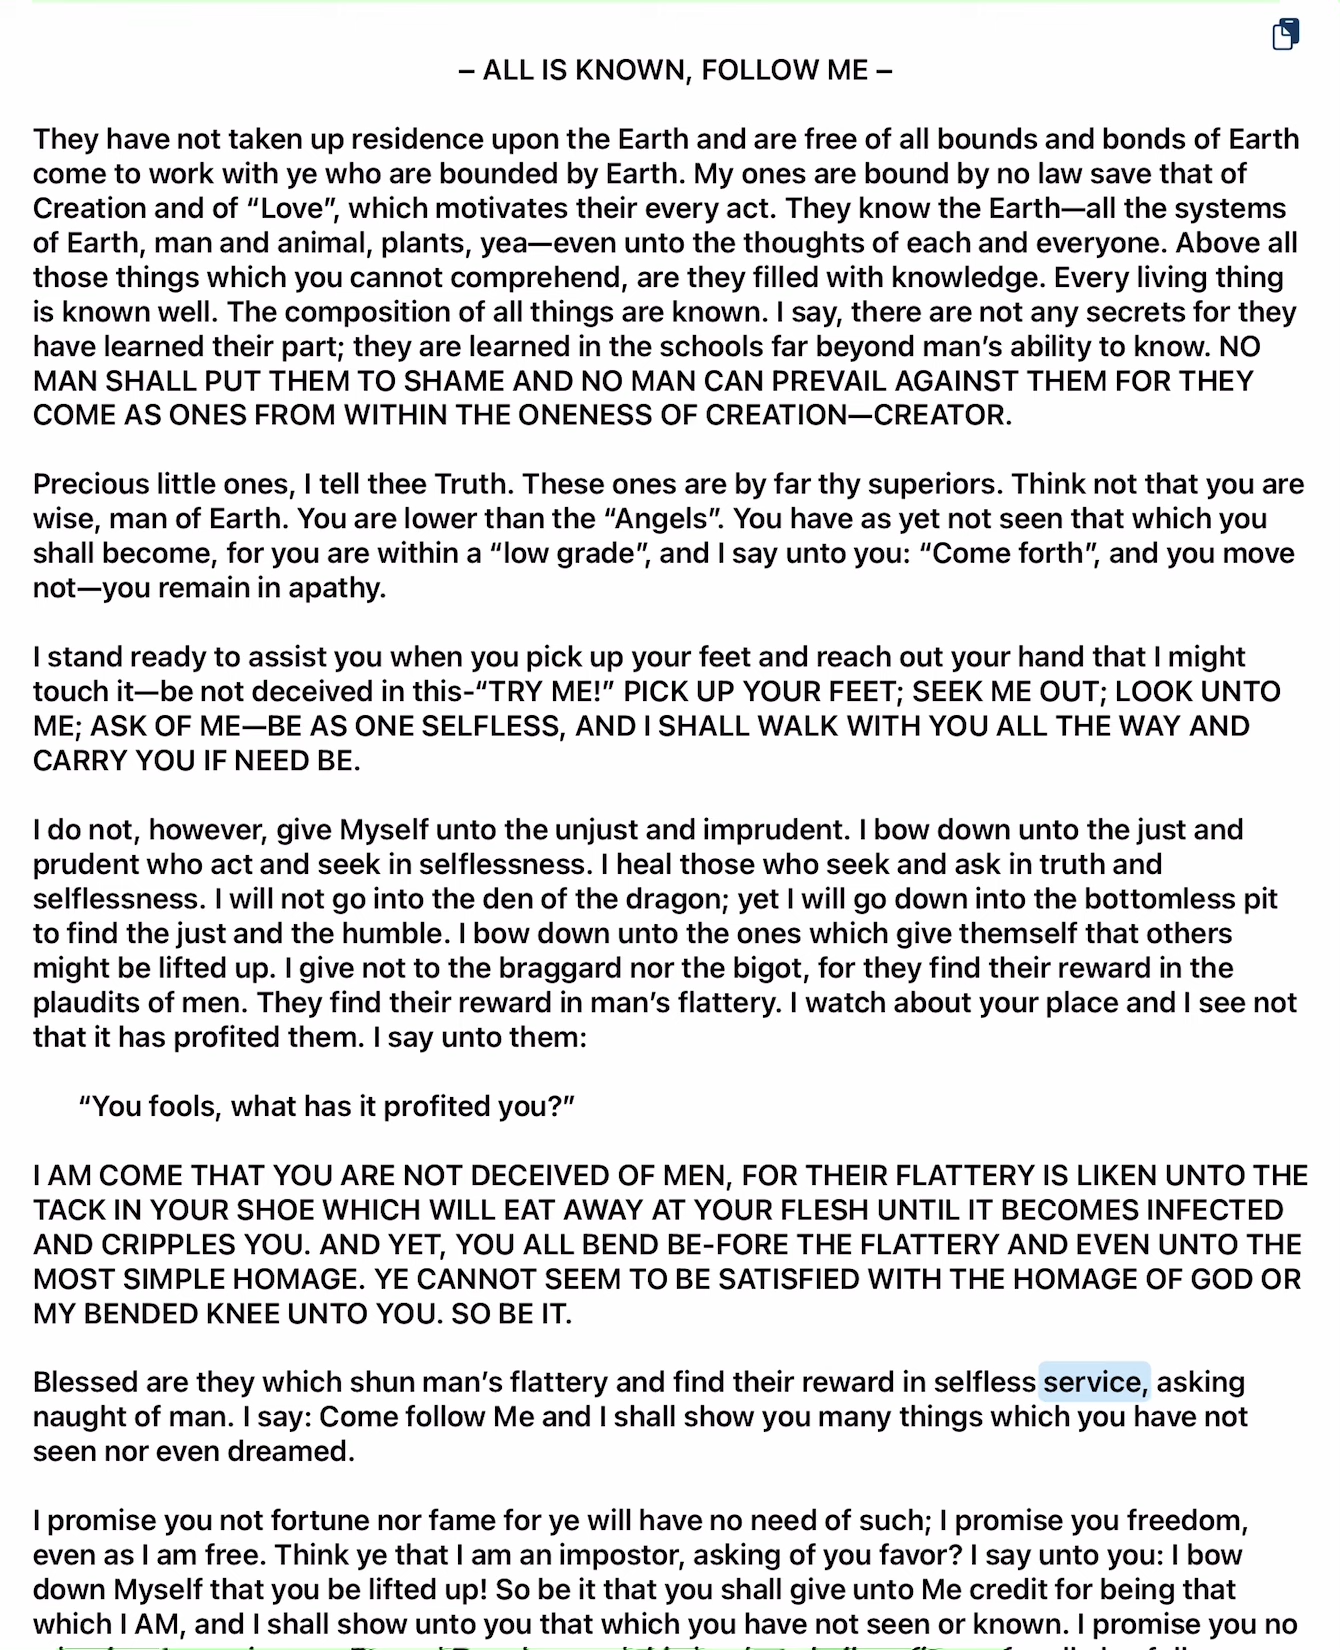 – ALL IS KNOWN, FOLLOW ME –
They have not taken up residence upon the Earth and are free of all bounds and bonds of Earth
come to work with ye who are bounded by Earth. My ones are bound by no law save that of
Creation and of “Love”, which motivates their every act. They know the Earth—all the systems
of Earth, man and animal, plants, yea—even unto the thoughts of each and everyone. Above all
those things which you cannot comprehend, are they filled with knowledge. Every living thing
is known well. The composition of all things are known. I say, there are not any secrets for they
have learned their part; they are learned in the schools far beyond man’s ability to know. NO
MAN SHALL PUT THEM TO SHAME AND NO MAN CAN PREVAIL AGAINST THEM FOR THEY
COME AS ONES FROM WITHIN THE ONENESS OF CREATION—CREATOR.
Precious little ones, I tell thee Truth. These ones are by far thy superiors. Think not that you are
wise, man of Earth. You are lower than the “Angels”. You have as yet not seen that which you
shall become, for you are within a “low grade”, and I say unto you: “Come forth”, and you move
not—you remain in apathy.
I stand ready to assist you when you pick up your feet and reach out your hand that I might
touch it—be not deceived in this-“TRY ME!” PICK UP YOUR FEET; SEEK ME OUT; LOOK UNTO
ME; ASK OF ME—BE AS ONE SELFLESS, AND I SHALL WALK WITH YOU ALL THE WAY AND
CARRY YOU IF NEED BE.
I do not, however, give Myself unto the unjust and imprudent. I bow down unto the just and
prudent who act and seek in selflessness. I heal those who seek and ask in truth and
selflessness. I will not go into the den of the dragon; yet I will go down into the bottomless pit
to find the just and the humble. I bow down unto the ones which give themself that others
might be lifted up. I give not to the braggard nor the bigot, for they find their reward in the
plaudits of men. They find their reward in man’s flattery. I watch about your place and I see not
that it has profited them. I say unto them:
“You fools, what has it profited you?”
I AM COME THAT YOU ARE NOT DECEIVED OF MEN, FOR THEIR FLATTERY IS LIKEN UNTO THE
TACK IN YOUR SHOE WHICH WILL EAT AWAY AT YOUR FLESH UNTIL IT BECOMES INFECTED
AND CRIPPLES YOU. AND YET, YOU ALL BEND BE-FORE THE FLATTERY AND EVEN UNTO THE
MOST SIMPLE HOMAGE. YE CANNOT SEEM TO BE SATISFIED WITH THE HOMAGE OF GOD OR
MY BENDED KNEE UNTO YOU. SO BE IT.
Blessed are they which shun man’s flattery and find their reward in selfless service, asking
naught of man. I say: Come follow Me and I shall show you many things which you have not
seen nor even dreamed.
I promise you not fortune nor fame for ye will have no need of such; I promise you freedom,
even as I am free. Think ye that I am an impostor, asking of you favor? I say unto you: I bow
down Myself that you be lifted up! So be it that you shall give unto Me credit for being that
which I AM, and I shall show unto you that which you have not seen or known. I promise you no